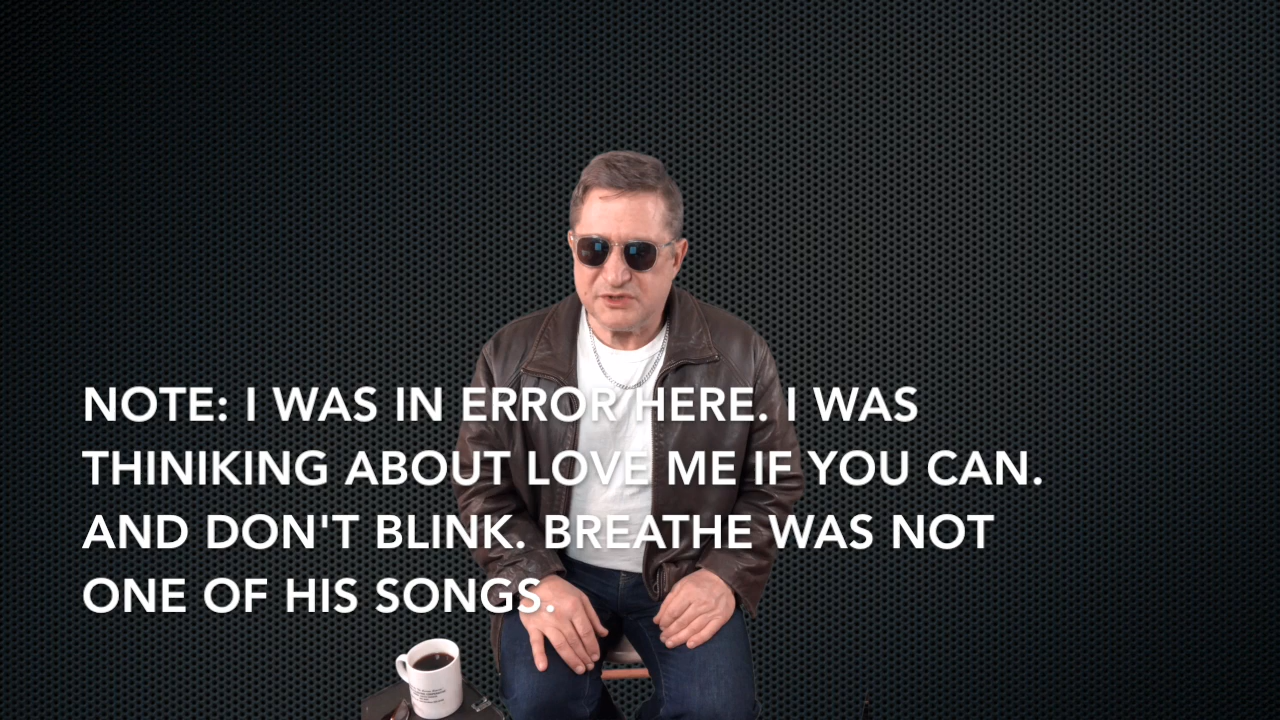 NOTE: I WAS IN ERROR HERE. I WAS
THINIKING ABOUT LOVE ME IF YOU CAN.
AND DON'T BLINK. BREATHE WAS NOT
ONE OF HIS SONGS.